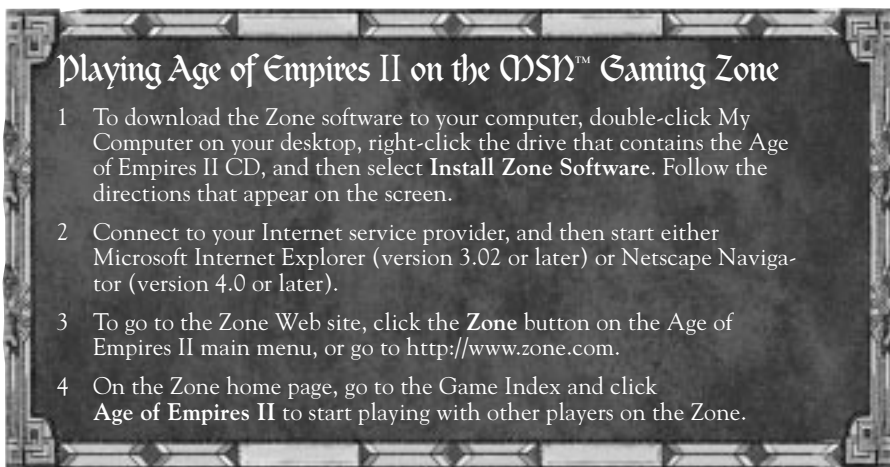 Playing Age of Empires II on the MSN™ Gaming Zone
1 To download the Zone software to your computer, double-click My
Computer on your desktop, right-click the drive that contains the Age
of Empires II CD, and then select Install Zone Software. Follow the
directions that appear on the screen.
2 Connect to your Internet service provider, and then start either
Microsoft Internet Explorer (version 3.02 or later) or Netscape Naviga-
tor (version 4.0 or later).
3 To go to the Zone Web site, click the Zone button on the Age of
Empires II main menu, or go to http://www.zone.com.
4 On the Zone home page, go to the Game Index and click
Age of Empires II to start playing with other players on the Zone.